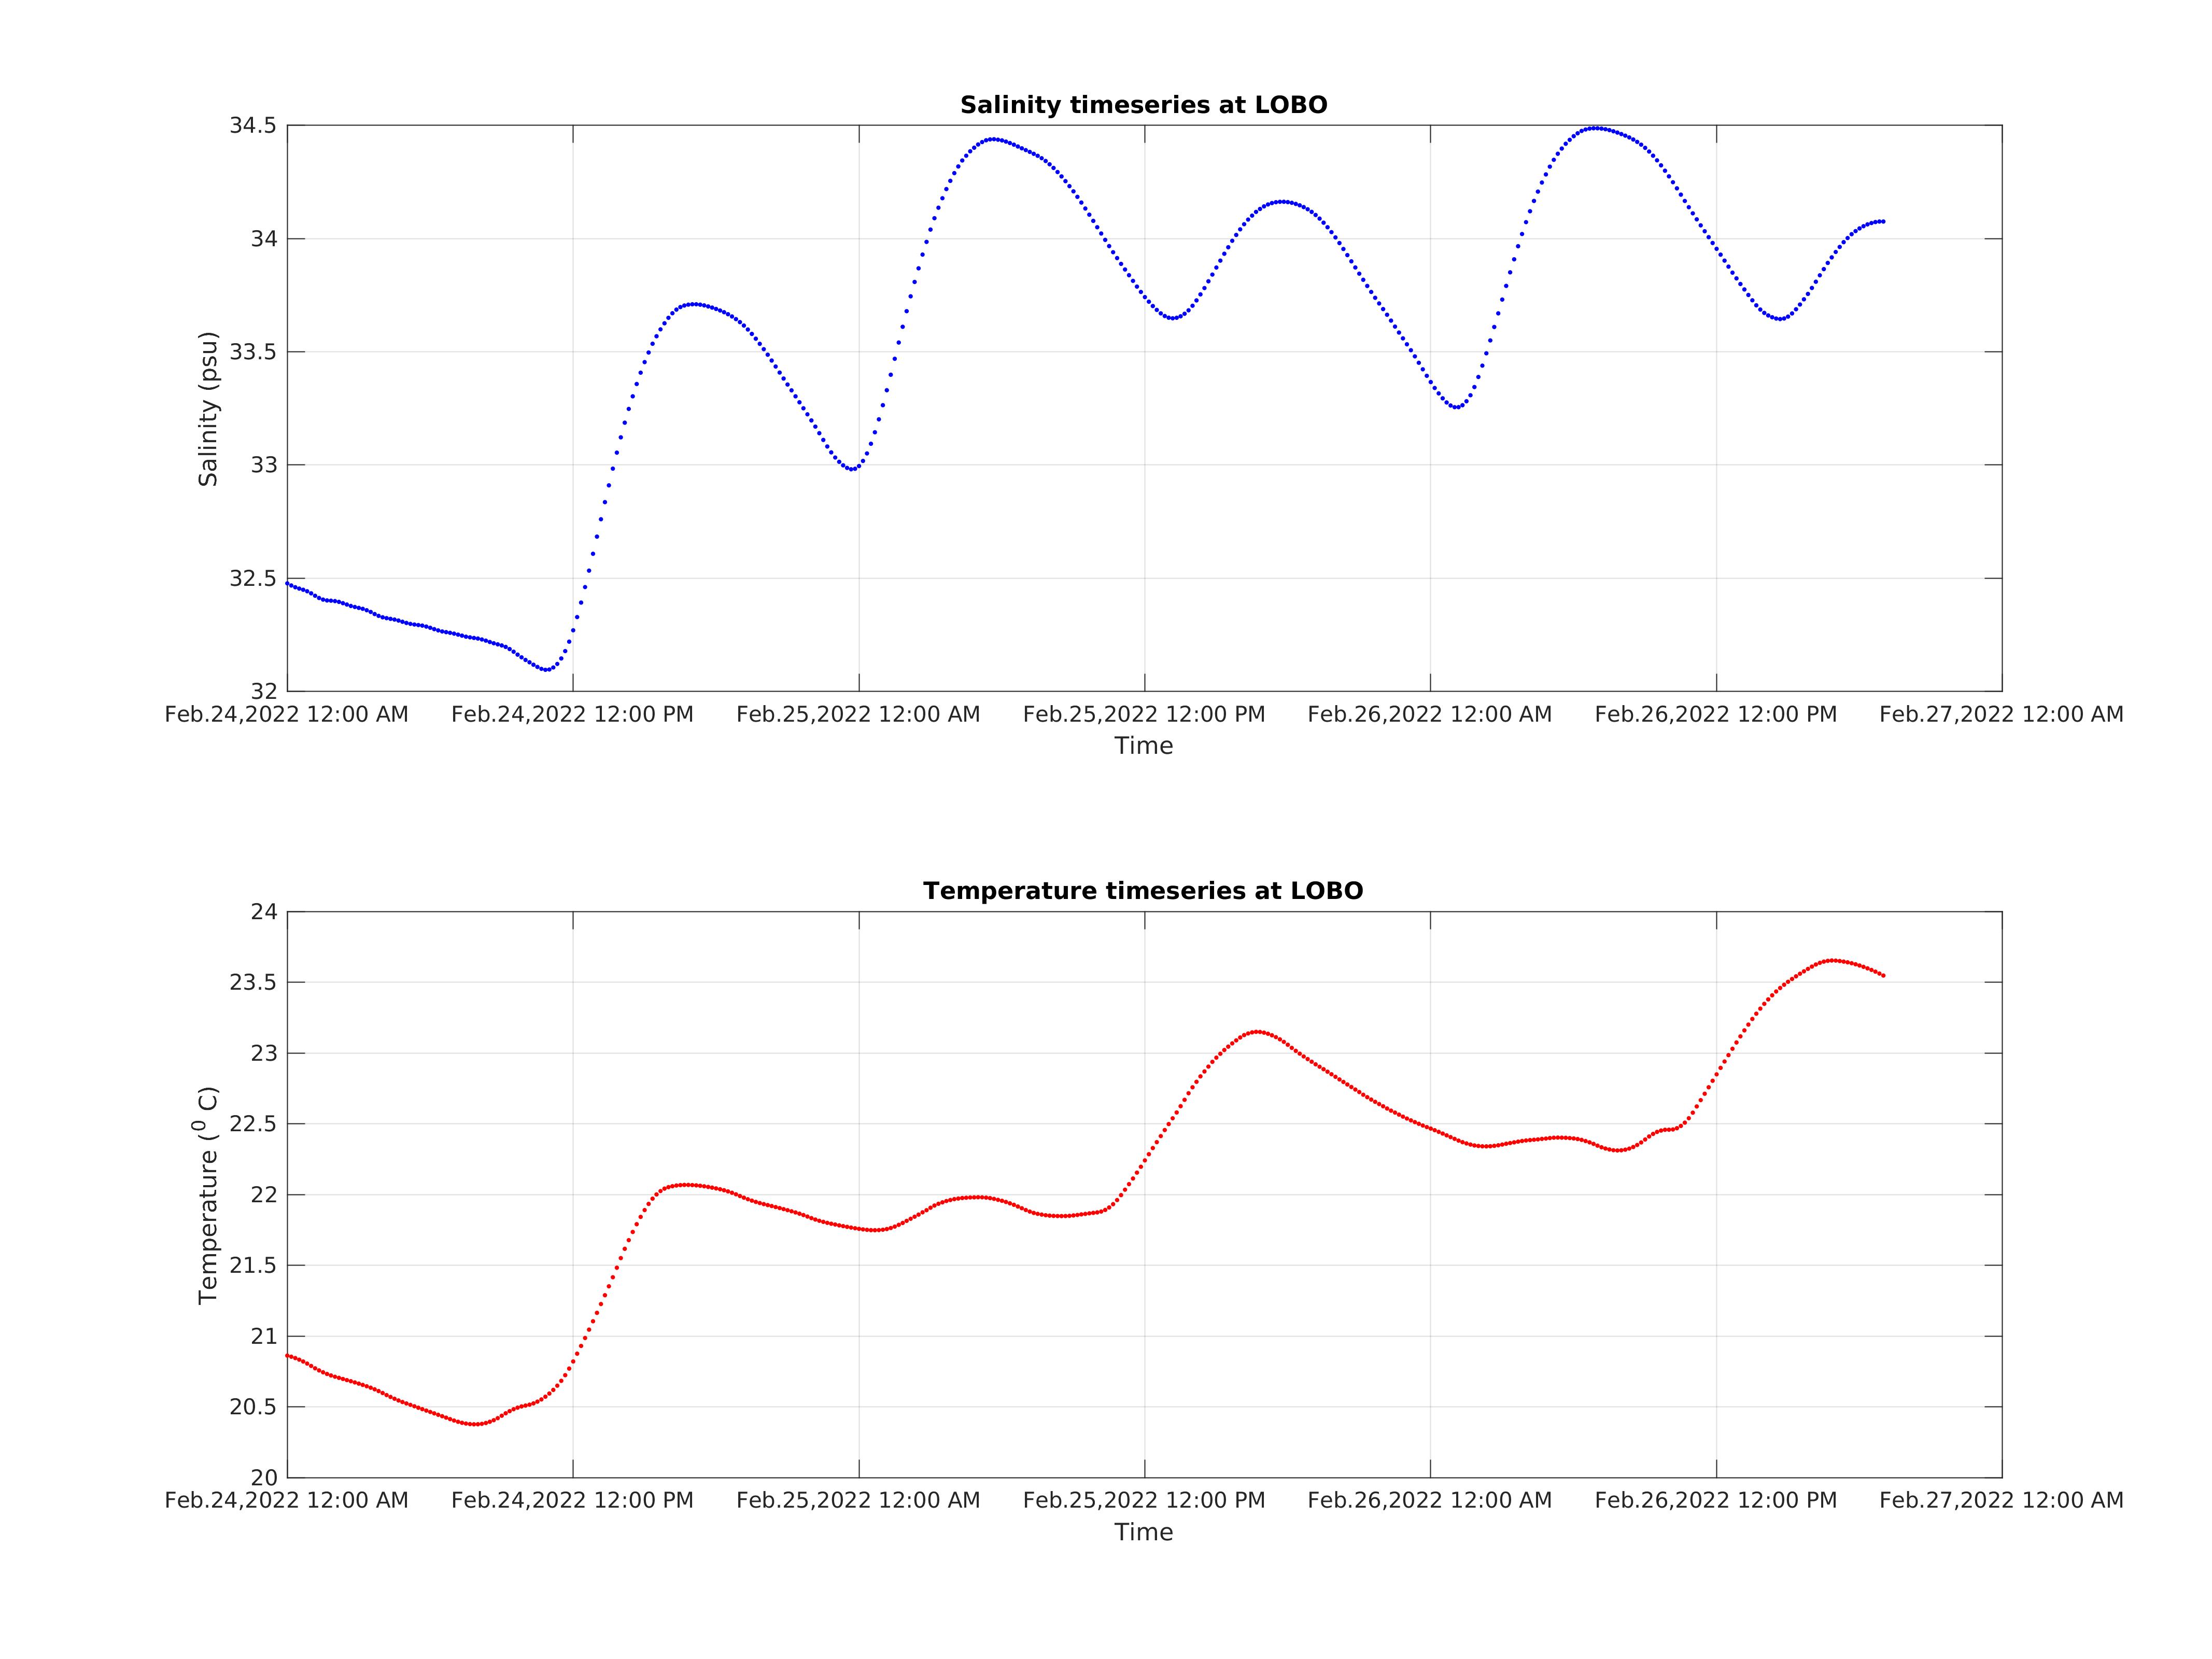 Salinity timeseries at LOBO
34.5
34
33.5
33
32.5
32
Salinity (psu)
Feb.24,2022 12:00 AM
Feb.24,2022 12:00 PM
Feb.25,2022 12:00 AM
Feb.25,2022 12:00 PM
Feb.26,2022 12:00 AM
Feb.26,2022 12:00 PM
Feb.27,2022 12:00 AM
Time
Temperature timeseries at LOBO
24
23.5
23
22.5
22
21.5
21
20.5
20
Temperature (⁰ C)
Feb.24,2022 12:00 AM
Feb.24,2022 12:00 PM
Feb.25,2022 12:00 AM
Feb.25,2022 12:00 PM
Feb.26,2022 12:00 AM
Feb.26,2022 12:00 PM
Feb.27,2022 12:00 AM
Time